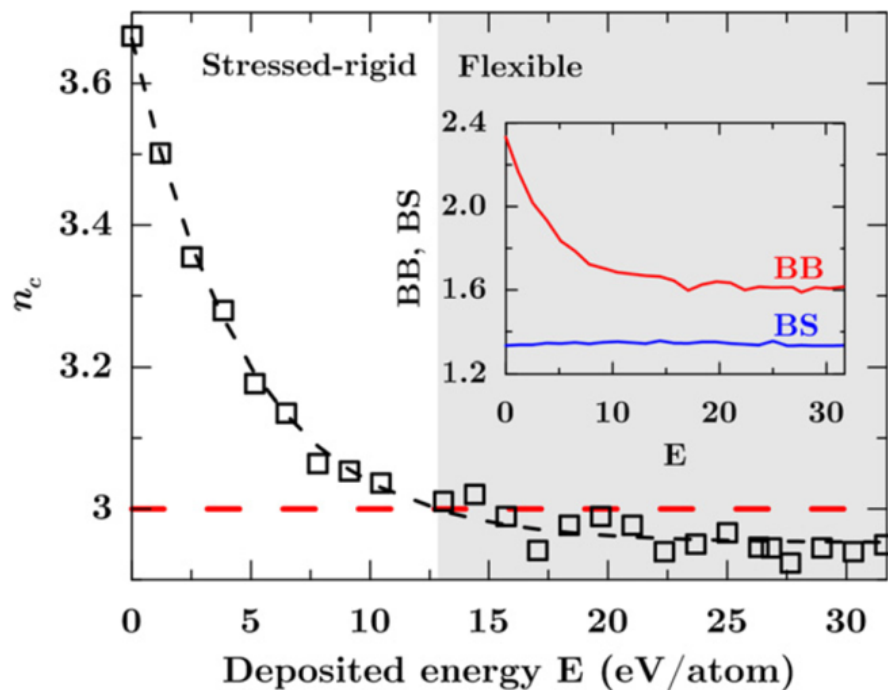 Stressed-rigid Flexible
n_c
3.6
3.4
3.2
3
0 5 10 15 20 25 30
Deposited energy E (eV/atom)
BB, BS
2.4
2.0
1.6
1.2
BB
BS
0 10 20 30
E